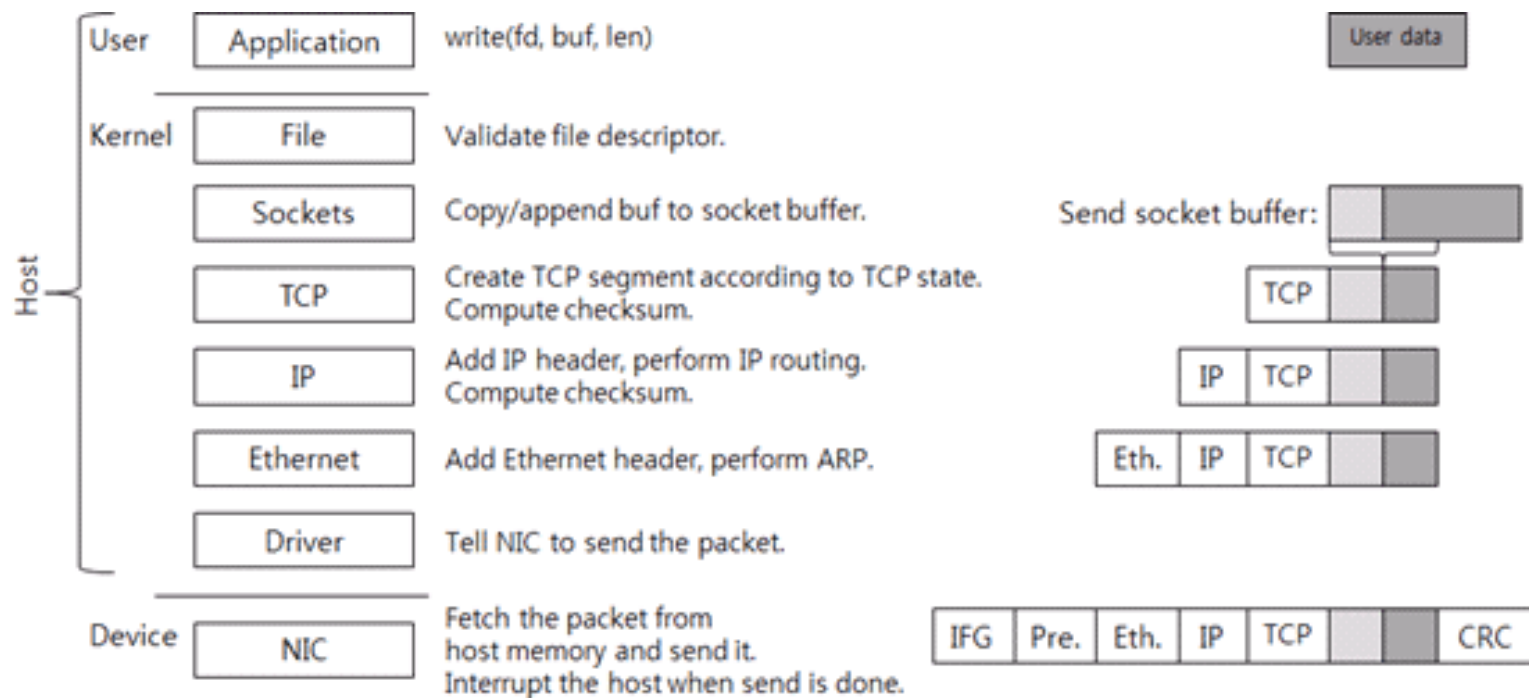 User Application write(fd, buf, len) User data
Kernel File Validate file descriptor.
Sockets Copy/append buf to socket buffer. Send socket buffer:
Host
TCP Create TCP segment according to TCP state.
Compute checksum.
TCP
IP Add IP header, perform IP routing.
Compute checksum.
IP TCP
Ethernet Add Ethernet header, perform ARP. Eth. IP TCP
Driver Tell NIC to send the packet.
Device NIC Fetch the packet from
host memory and send it.
Interrupt the host when send is done.
IFG Pre. Eth. IP TCP CRC